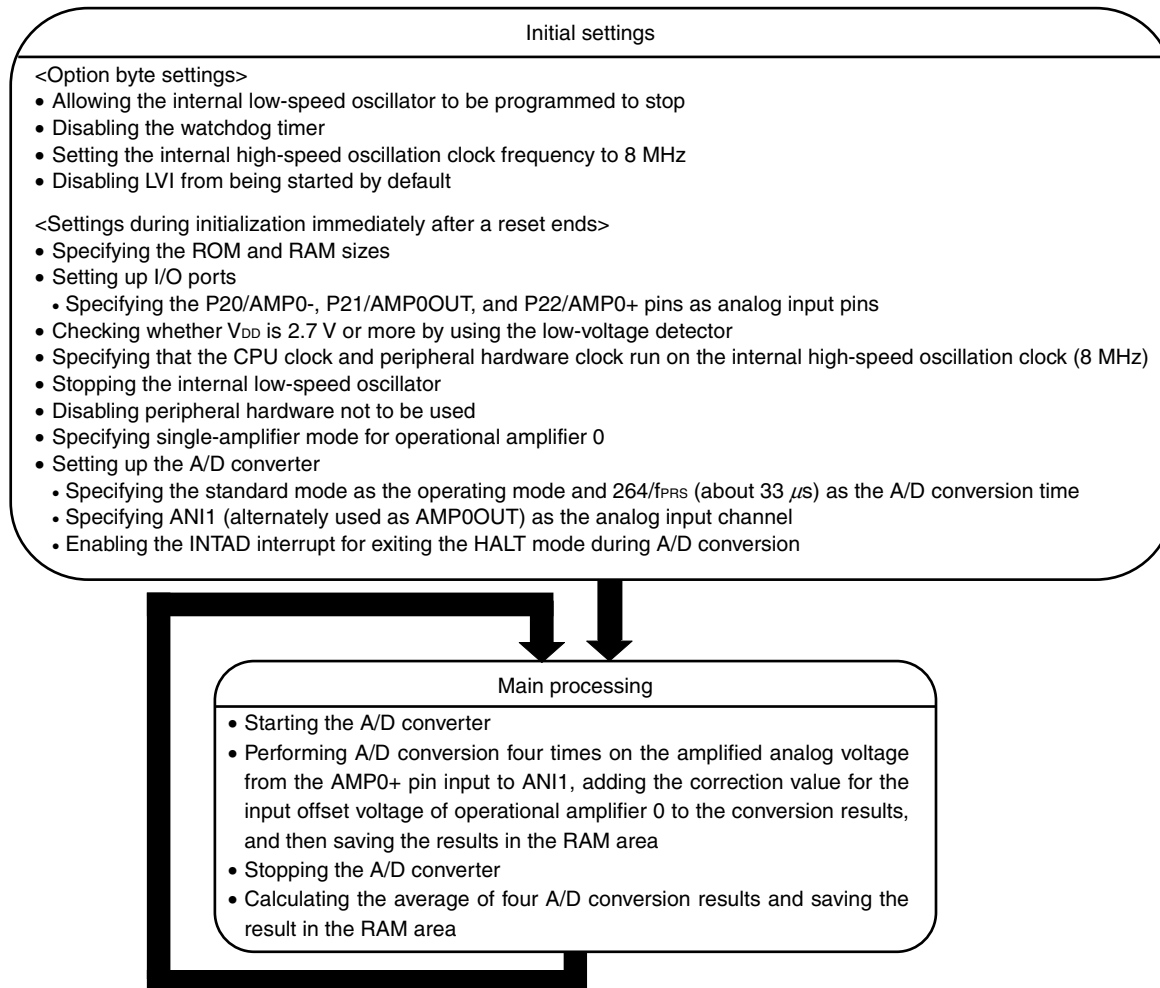 Initial settings
<Option byte settings>
• Allowing the internal low-speed oscillator to be programmed to stop
• Disabling the watchdog timer
• Setting the internal high-speed oscillation clock frequency to 8 MHz
• Disabling LVI from being started by default
<Settings during initialization immediately after a reset ends>
• Specifying the ROM and RAM sizes
• Setting up I/O ports
• Specifying the P20/AMP0-, P21/AMP0OUT, and P22/AMP0+ pins as analog input pins
• Checking whether VDD is 2.7 V or more by using the low-voltage detector
• Specifying that the CPU clock and peripheral hardware clock run on the internal high-speed oscillation clock (8 MHz)
• Stopping the internal low-speed oscillator
• Disabling peripheral hardware not to be used
• Specifying single-amplifier mode for operational amplifier 0
• Setting up the A/D converter
• Specifying the standard mode as the operating mode and 264/fPRS (about 33 μs) as the A/D conversion time
• Specifying ANI1 (alternately used as AMP0OUT) as the analog input channel
• Enabling the INTAD interrupt for exiting the HALT mode during A/D conversion
Main processing
• Starting the A/D converter
• Performing A/D conversion four times on the amplified analog voltage
from the AMP0+ pin input to ANI1, adding the correction value for the
input offset voltage of operational amplifier 0 to the conversion results,
and then saving the results in the RAM area
• Stopping the A/D converter
• Calculating the average of four A/D conversion results and saving the
result in the RAM area